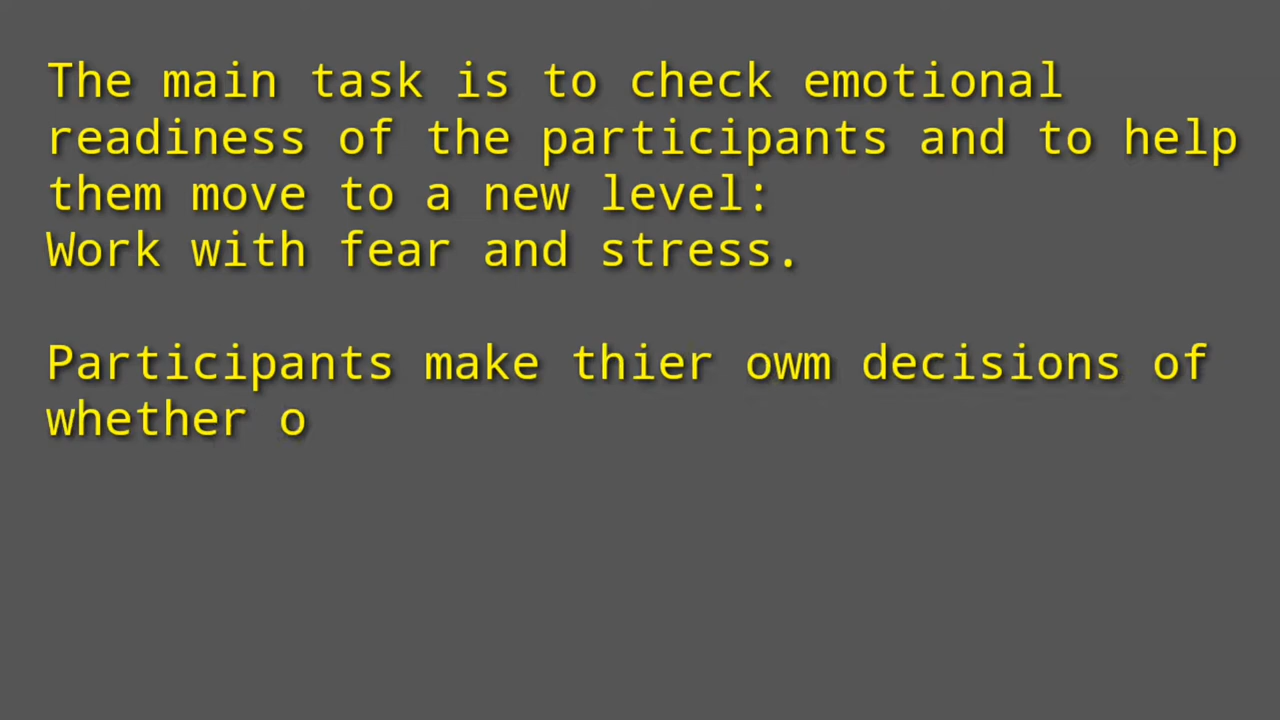 The main task is to check emotional
readiness of the participants and to help
them move to a new level:
Work with fear and stress.
Participants make thier owm decisions of
whether o